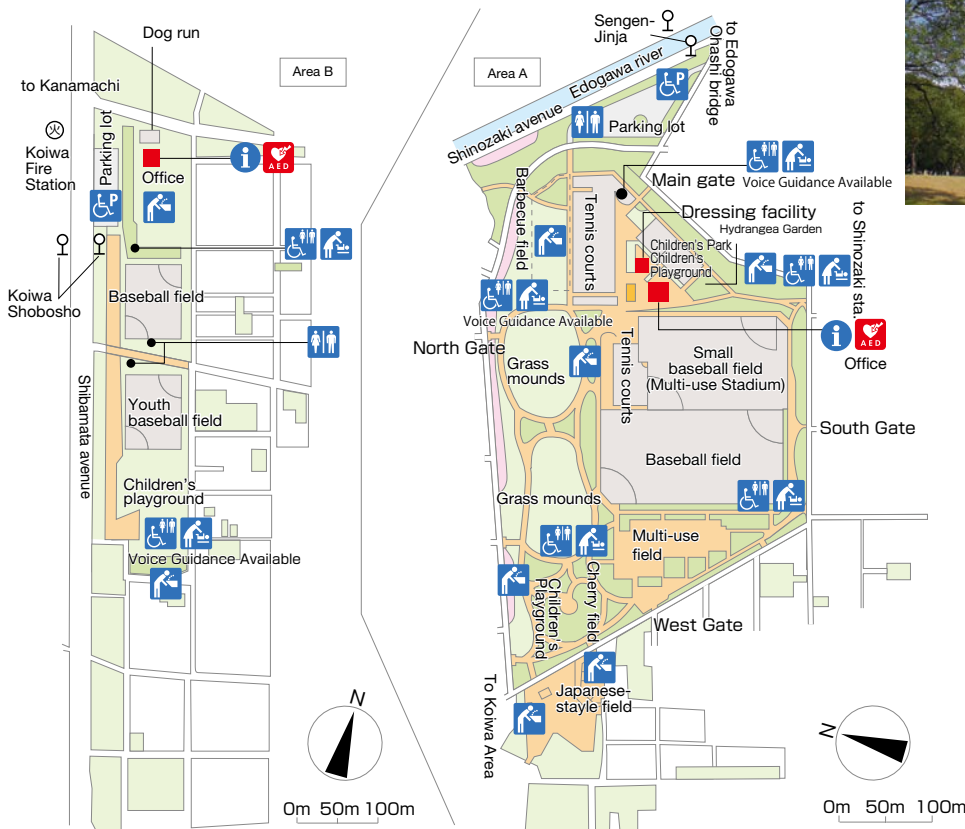 Dog run
Area B
to Kanamachi
火
Koiwa
Fire
Station
Parking lot
P
Office
i
AED
Koiwa
Shobosho
Baseball field
Shibamata avenue
Youth
baseball field
Children's
playground
Voice Guidance Available
N
0m 50m 100m
Area A
Sengen-
Jinja
to Edogawa
Ohashi bridge
Shinozaki avenue
Edogawa river
P
Parking lot
Main gate
Voice Guidance Available
Barbecue field
Tennis courts
Dressing facility
Hydrangea Garden
Children's Park
Children's
Playground
to Shinozaki sta.
Voice Guidance Available
North Gate
Grass
mounds
Tennis courts
Small
baseball field
(Multi-use Stadium)
i
AED
Office
South Gate
Baseball field
Grass mounds
Multi-use
field
Cherry field
Children's
Playground
West Gate
Japanese-
stayle field
To Koiwa Area
N
0m 50m 100m